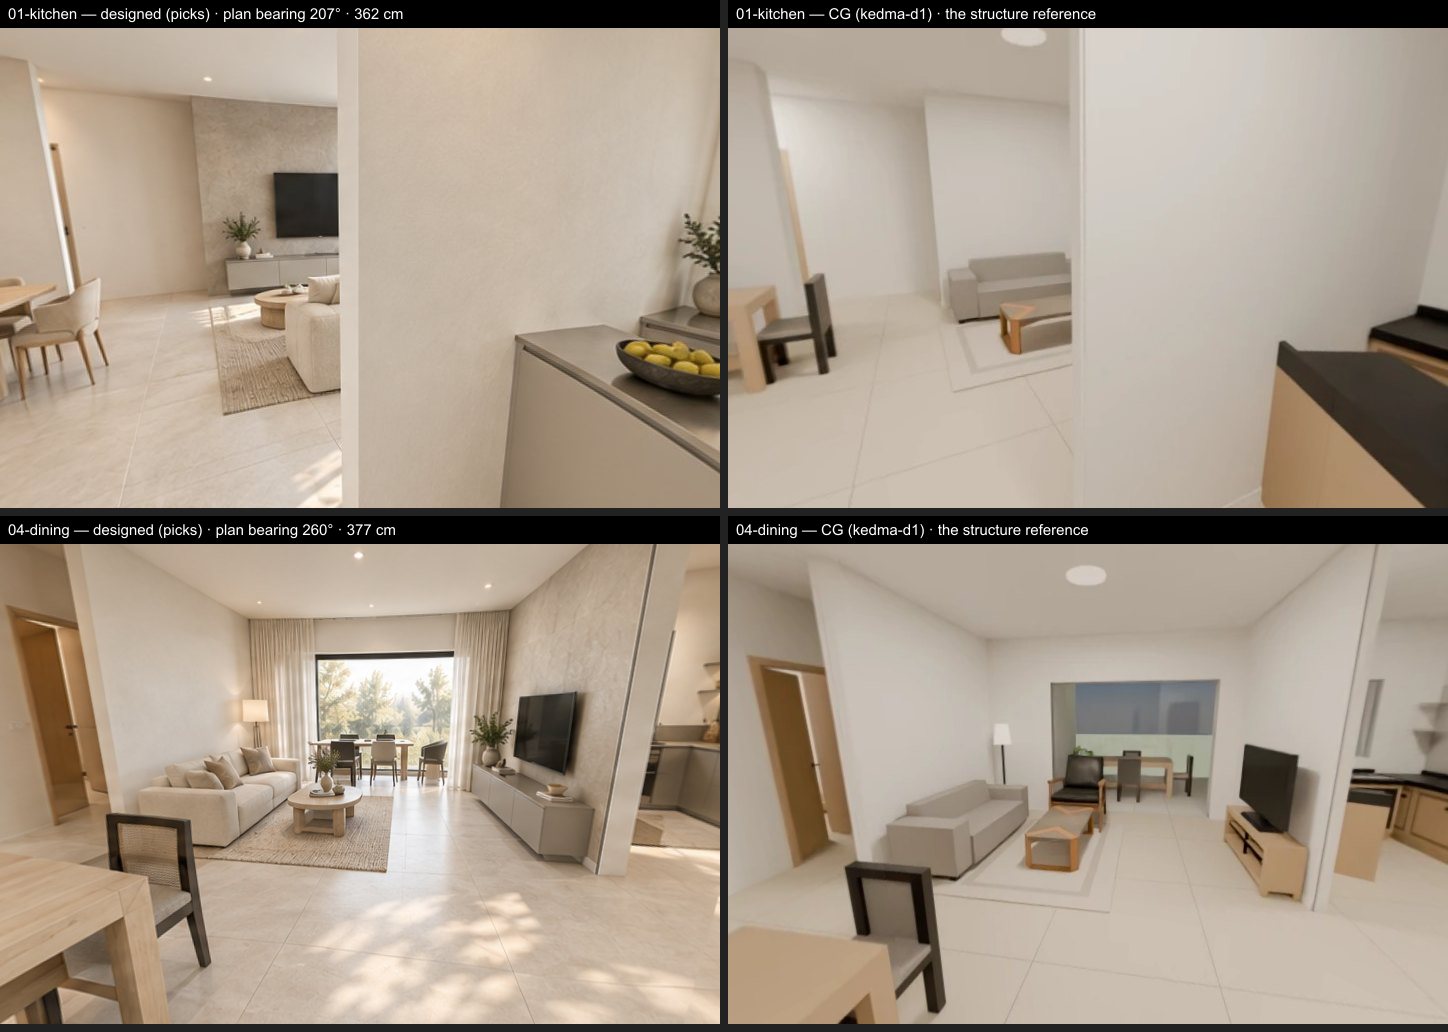 01-kitchen — designed (picks) · plan bearing 207° · 362 cm
01-kitchen — CG (kedma-d1) · the structure reference
04-dining — designed (picks) · plan bearing 260° · 377 cm
04-dining — CG (kedma-d1) · the structure reference